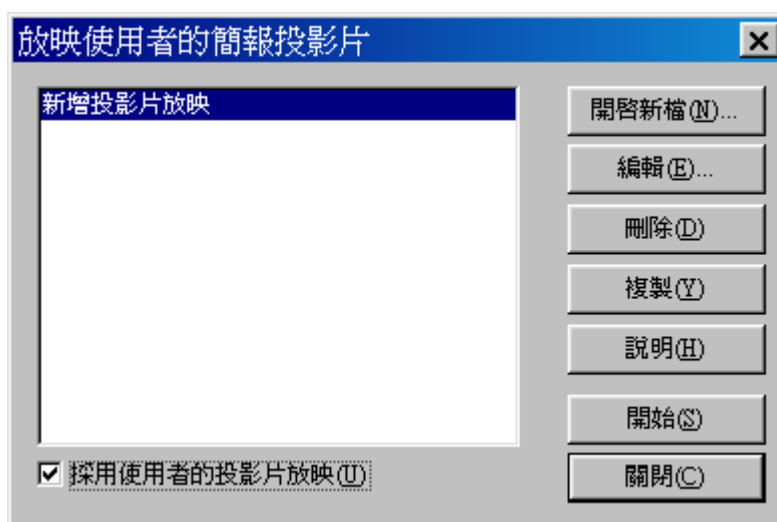 放映使用者的簡報投影片
新增投影片放映
開啓新檔(N)...
編輯(E)...
刪除(D)
複製(Y)
說明(H)
開始(S)
採用使用者的投影片放映(U)
關閉(C)